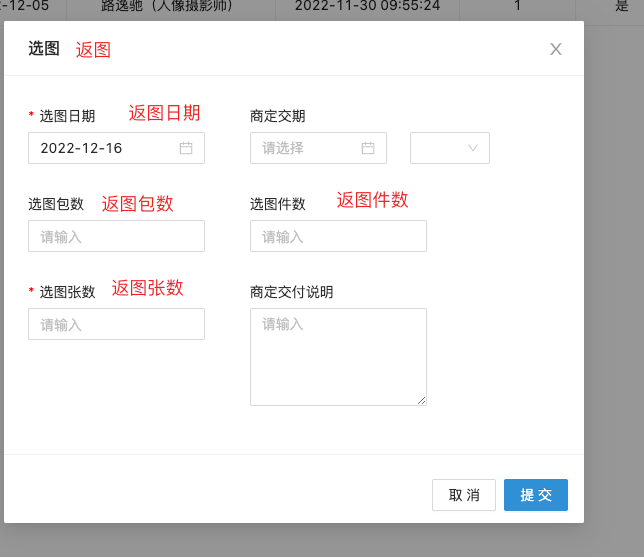 -12-05 路逸驰（人像摄影师） 2022-11-30 09:55:24 1 是
选图 返图
* 选图日期 返图日期 商定交期
2022-12-16 请选择
选图包数 返图包数 选图件数 返图件数
请输入 请输入
* 选图张数 返图张数 商定交付说明
请输入 请输入
取 消 提 交